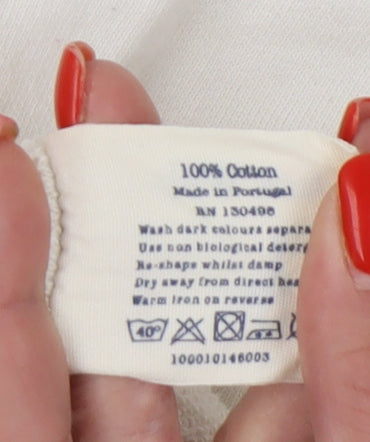 100% Cotton
Made in Portugal
RN 130498
Wash dark colours separa
Use non biological deterg
Re-shape whilst damp
Dry away from direct hea
Warm iron on reverse
40°
100010146003